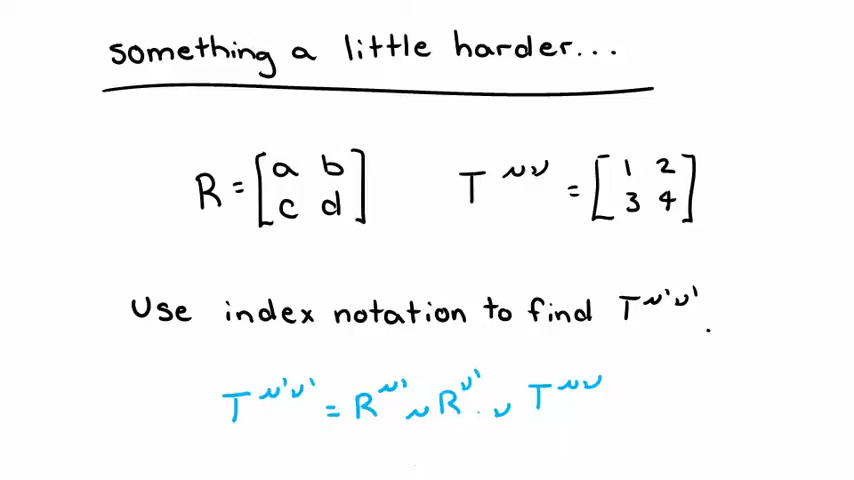 something a little harder...
R = [a b; c d] T^{μν} = [1 2; 3 4]
Use index notation to find T^{μ'ν'}.
T^{μ'ν'} = R^{μ'}_μ R^{ν'}_ν T^{μν}